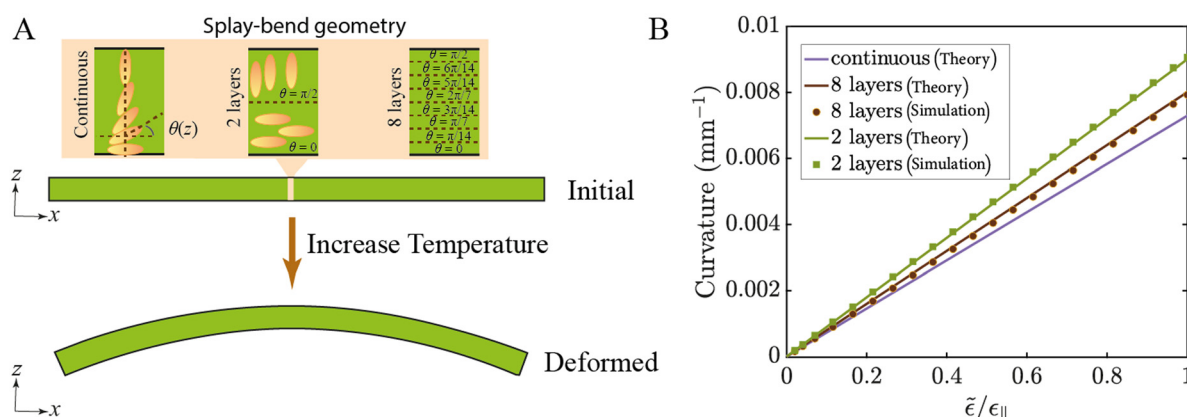 A
Splay-bend geometry
Continuous
θ(z)
2 layers
θ = π/2
θ = 0
8 layers
θ = π/2
θ = 6π/14
θ = 5π/14
θ = 2π/7
θ = 3π/14
θ = π/7
θ = π/14
θ = 0
z
x
Initial
Increase Temperature
z
x
Deformed
B
Curvature (mm⁻¹)
0.01
0.008
0.006
0.004
0.002
0
continuous (Theory)
8 layers (Theory)
8 layers (Simulation)
2 layers (Theory)
2 layers (Simulation)
0 0.2 0.4 0.6 0.8 1
ϵ̃/ϵ∥